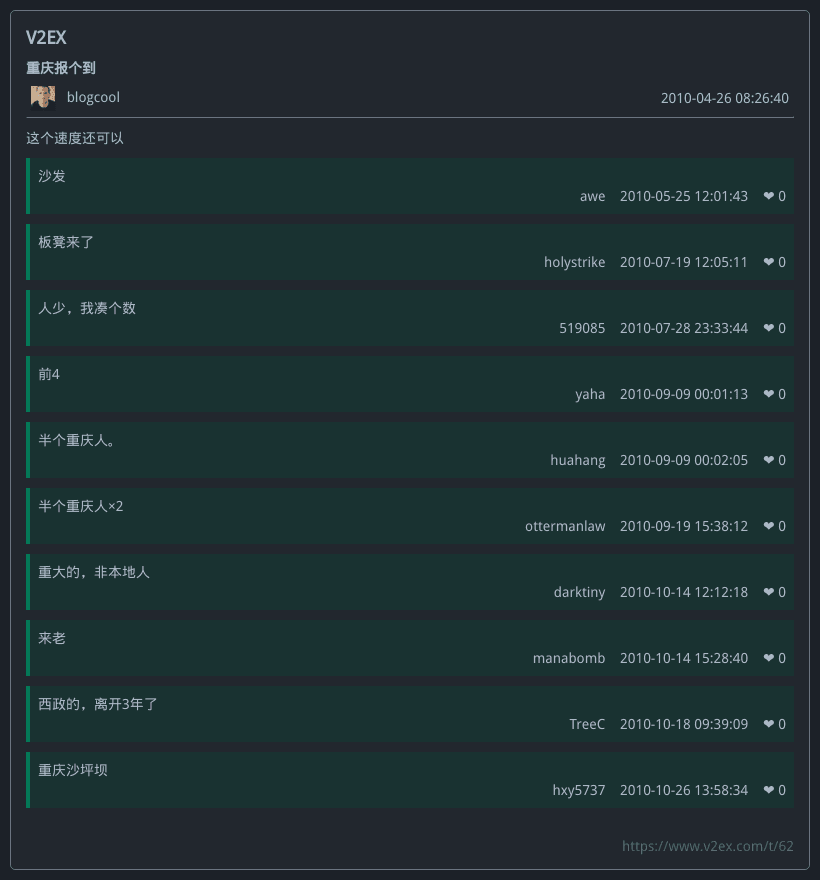 V2EX
重庆报个到
blogcool 2010-04-26 08:26:40
这个速度还可以
沙发
awe 2010-05-25 12:01:43 ❤ 0
板凳来了
holystrike 2010-07-19 12:05:11 ❤ 0
人少，我凑个数
519085 2010-07-28 23:33:44 ❤ 0
前4
yaha 2010-09-09 00:01:13 ❤ 0
半个重庆人。
huahang 2010-09-09 00:02:05 ❤ 0
半个重庆人×2
ottermanlaw 2010-09-19 15:38:12 ❤ 0
重大的，非本地人
darktiny 2010-10-14 12:12:18 ❤ 0
来老
manabomb 2010-10-14 15:28:40 ❤ 0
西政的，离开3年了
TreeC 2010-10-18 09:39:09 ❤ 0
重庆沙坪坝
hxy5737 2010-10-26 13:58:34 ❤ 0
https://www.v2ex.com/t/62